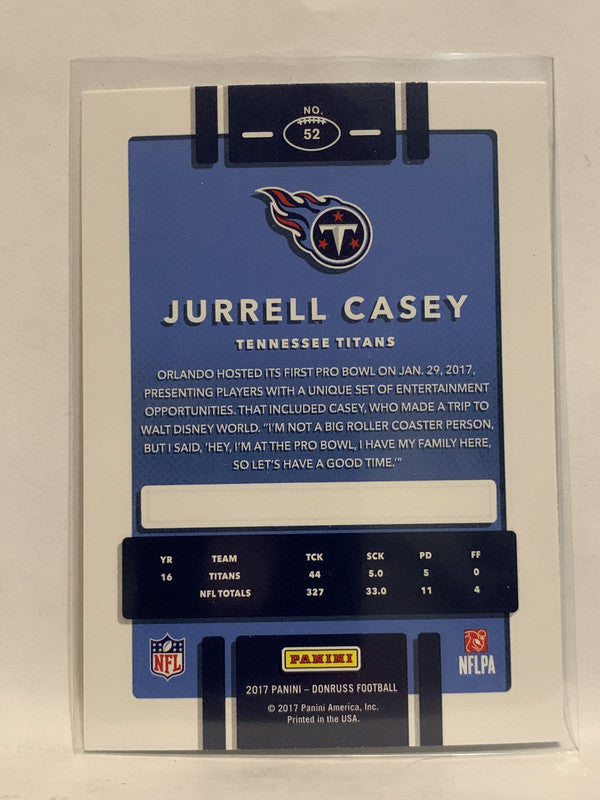 NO.
52
T
JURRELL CASEY
TENNESSEE TITANS
ORLANDO HOSTED ITS FIRST PRO BOWL ON JAN. 29, 2017,
PRESENTING PLAYERS WITH A UNIQUE SET OF ENTERTAINMENT
OPPORTUNITIES. THAT INCLUDED CASEY, WHO MADE A TRIP TO
WALT DISNEY WORLD. “I’M NOT A BIG ROLLER COASTER PERSON,
BUT I SAID, ‘HEY, I’M AT THE PRO BOWL, I HAVE MY FAMILY HERE,
SO LET’S HAVE A GOOD TIME.’”
YR TEAM TCK SCK PD FF
16 TITANS 44 5.0 5 0
NFL TOTALS 327 33.0 11 4
NFL
PANINI
NFLPA
2017 PANINI – DONRUSS FOOTBALL
© 2017 Panini America, Inc.
Printed in the USA.